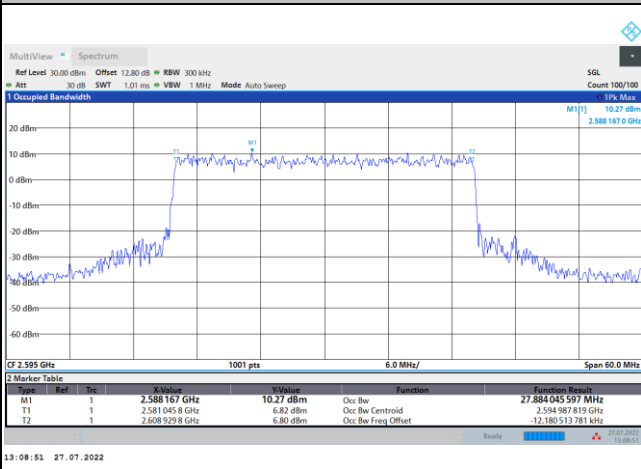 MultiView Spectrum
Ref Level 30.00 dBm Offset 12.80 dB RBW 300 kHz SGL
Att 30 dB SWT 1.01 ms VBW 1 MHz Mode Auto Sweep Count 100/100
1 Occupied Bandwidth 1Pk Max
M1[1] 10.27 dBm
2.588 167 0 GHz
20 dBm
M1
10 dBm
T1 T2
0 dBm
-10 dBm
-20 dBm
-30 dBm
-40 dBm
-50 dBm
-60 dBm
CF 2.595 GHz 1001 pts 6.0 MHz/ Span 60.0 MHz
2 Marker Table
Type Ref Trc X-Value Y-Value Function Function Result
M1 1 2.588 167 GHz 10.27 dBm Occ Bw 27.884 045 597 MHz
T1 1 2.581 045 8 GHz 6.82 dBm Occ Bw Centroid 2.594 987 819 GHz
T2 1 2.608 929 8 GHz 6.80 dBm Occ Bw Freq Offset -12.180 513 781 kHz
Ready 27.07.2022
13:08:51
13:08:51 27.07.2022